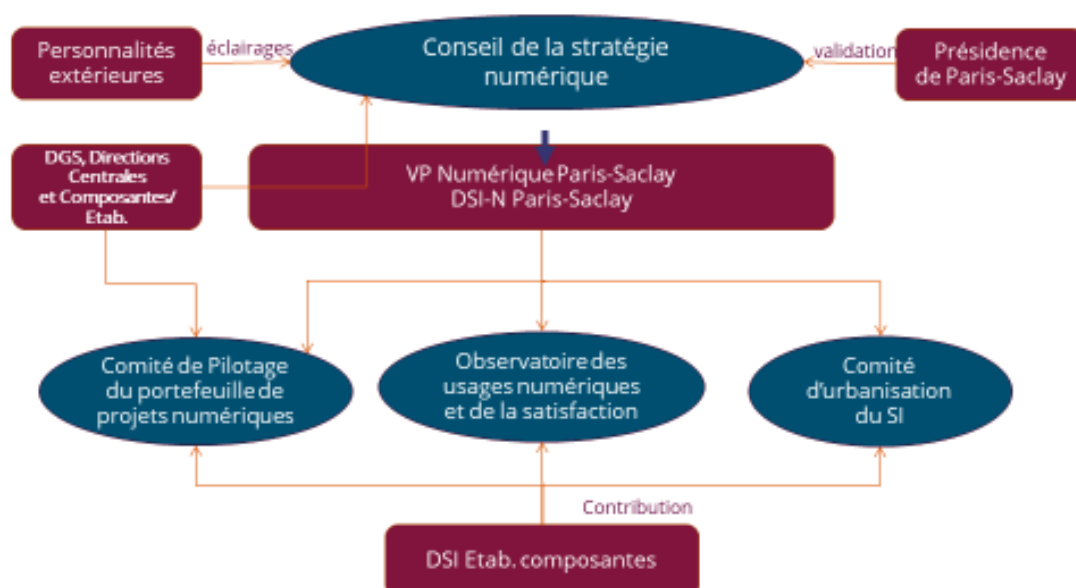 Personnalités
extérieures
éclairages
Conseil de la stratégie
numérique
validation
Présidence
de Paris-Saclay
DGS, Directions
Centrales
et Composantes/
Etab.
VP Numérique Paris-Saclay
DSI-N Paris-Saclay
Comité de Pilotage
du portefeuille de
projets numériques
Observatoire des
usages numériques
et de la satisfaction
Comité
d'urbanisation
du SI
Contribution
DSI Etab. composantes